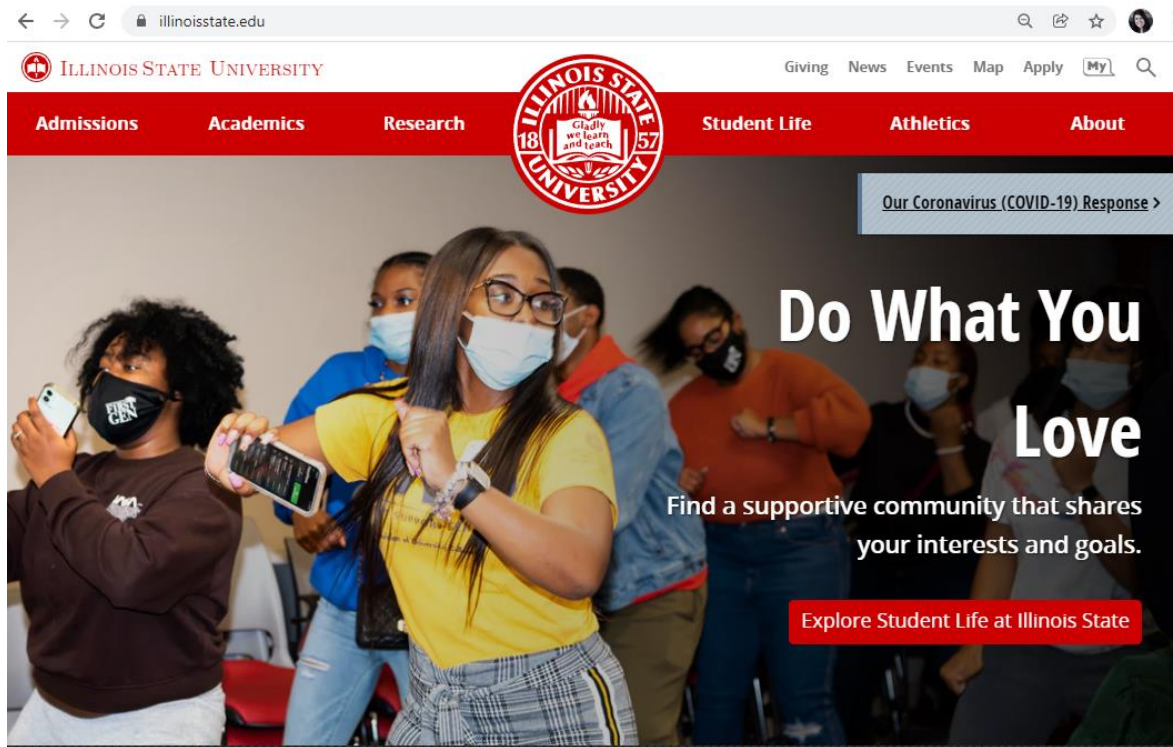 illinoisstate.edu
ILLINOIS STATE UNIVERSITY
Giving News Events Map Apply My
Admissions Academics Research Student Life Athletics About
ILLINOIS STATE UNIVERSITY
18 57
Gladly
we learn
and teach
Our Coronavirus (COVID-19) Response >
Do What You
Love
Find a supportive community that shares
your interests and goals.
Explore Student Life at Illinois State
FIRST
GEN